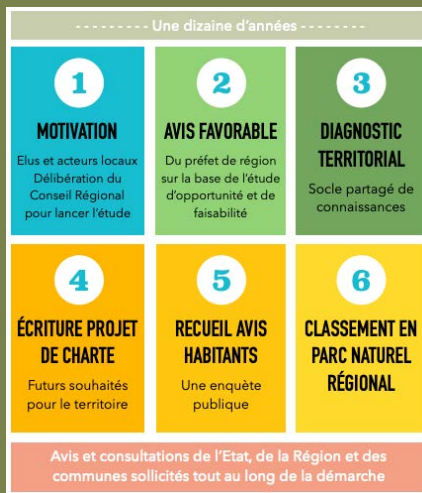 --------- Une dizaine d'années --------
1
MOTIVATION
Elus et acteurs locaux
Délibération du
Conseil Régional
pour lancer l'étude
2
AVIS FAVORABLE
Du préfet de région
sur la base de l'étude
d'opportunité et de
faisabilité
3
DIAGNOSTIC
TERRITORIAL
Socle partagé de
connaissances
4
ÉCRITURE PROJET
DE CHARTE
Futurs souhaités
pour le territoire
5
RECUEIL AVIS
HABITANTS
Une enquête
publique
6
CLASSEMENT EN
PARC NATUREL
RÉGIONAL
Avis et consultations de l'Etat, de la Région et des
communes sollicités tout au long de la démarche